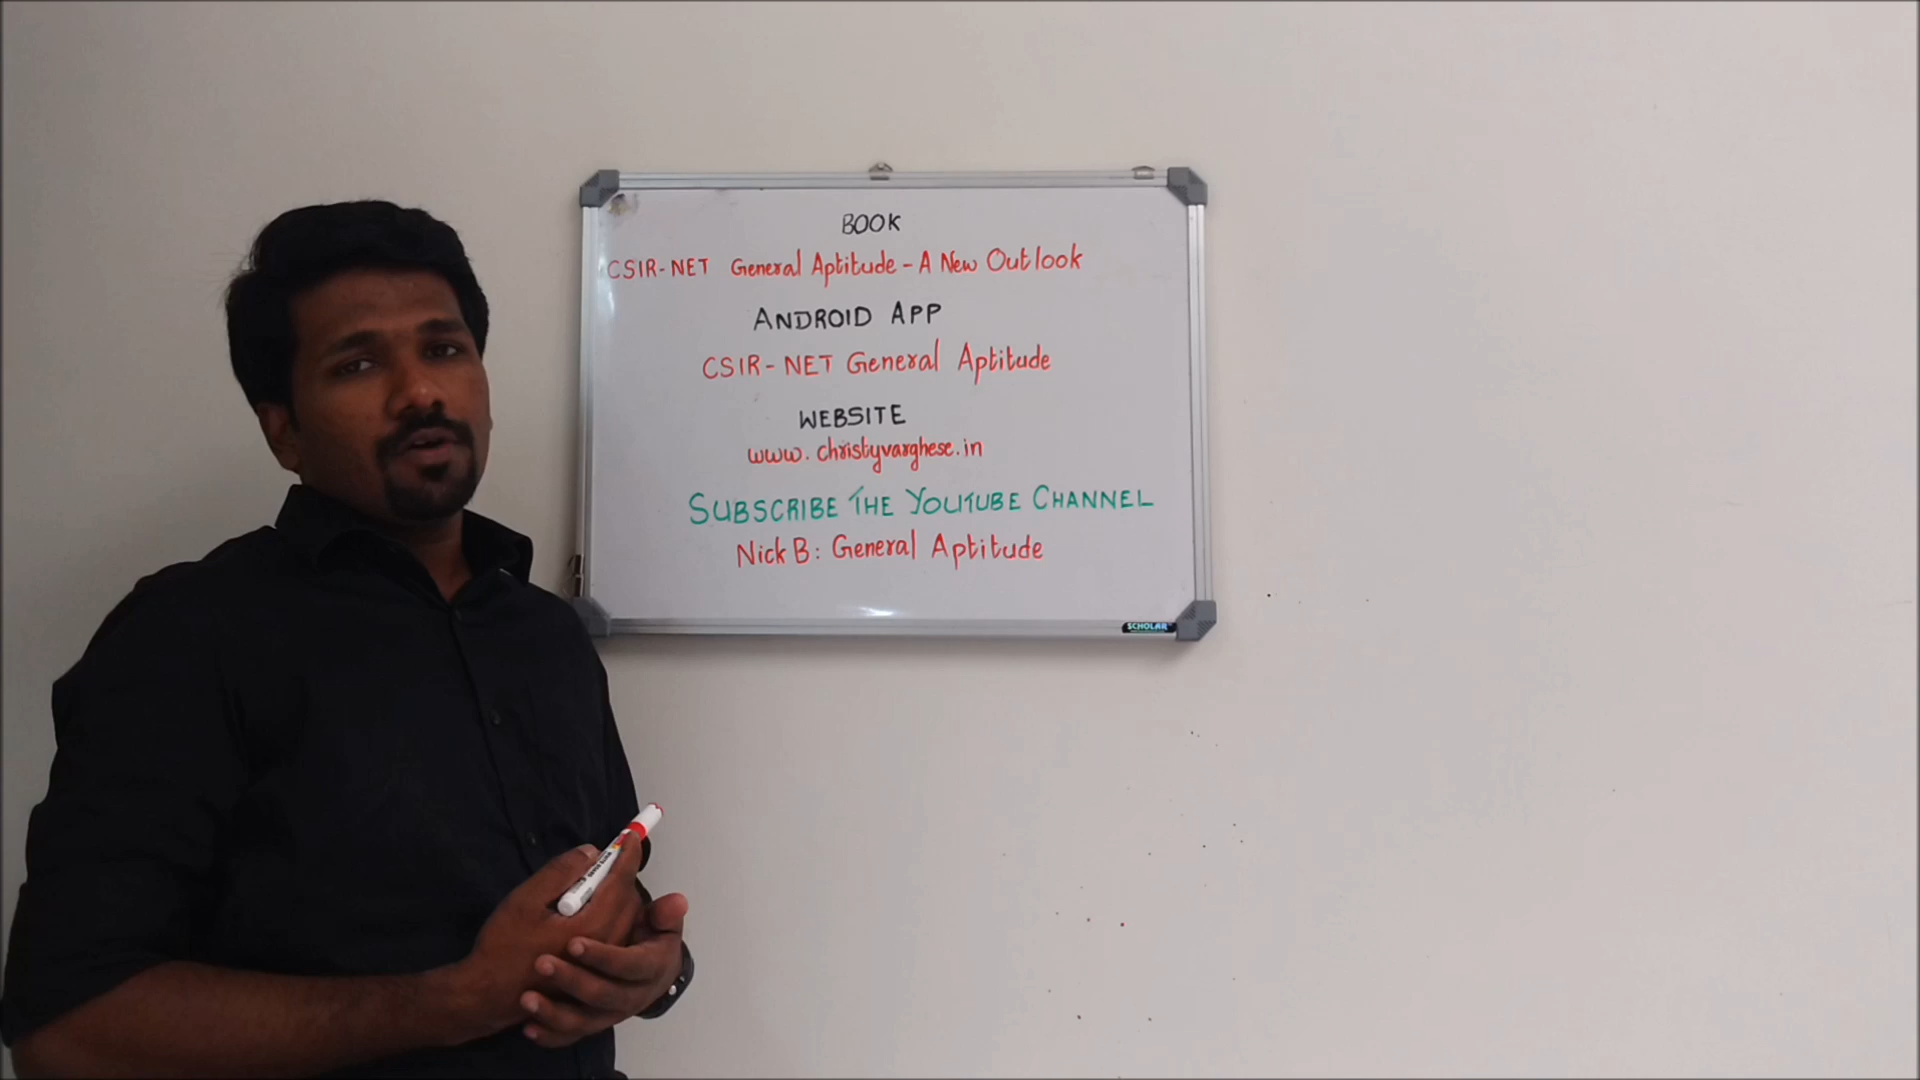 BOOK
CSIR-NET General Aptitude - A New Outlook
ANDROID APP
CSIR-NET General Aptitude
WEBSITE
www.christyvarghese.in
SUBSCRIBE THE YOUTUBE CHANNEL
Nick B: General Aptitude
SCHOLAR